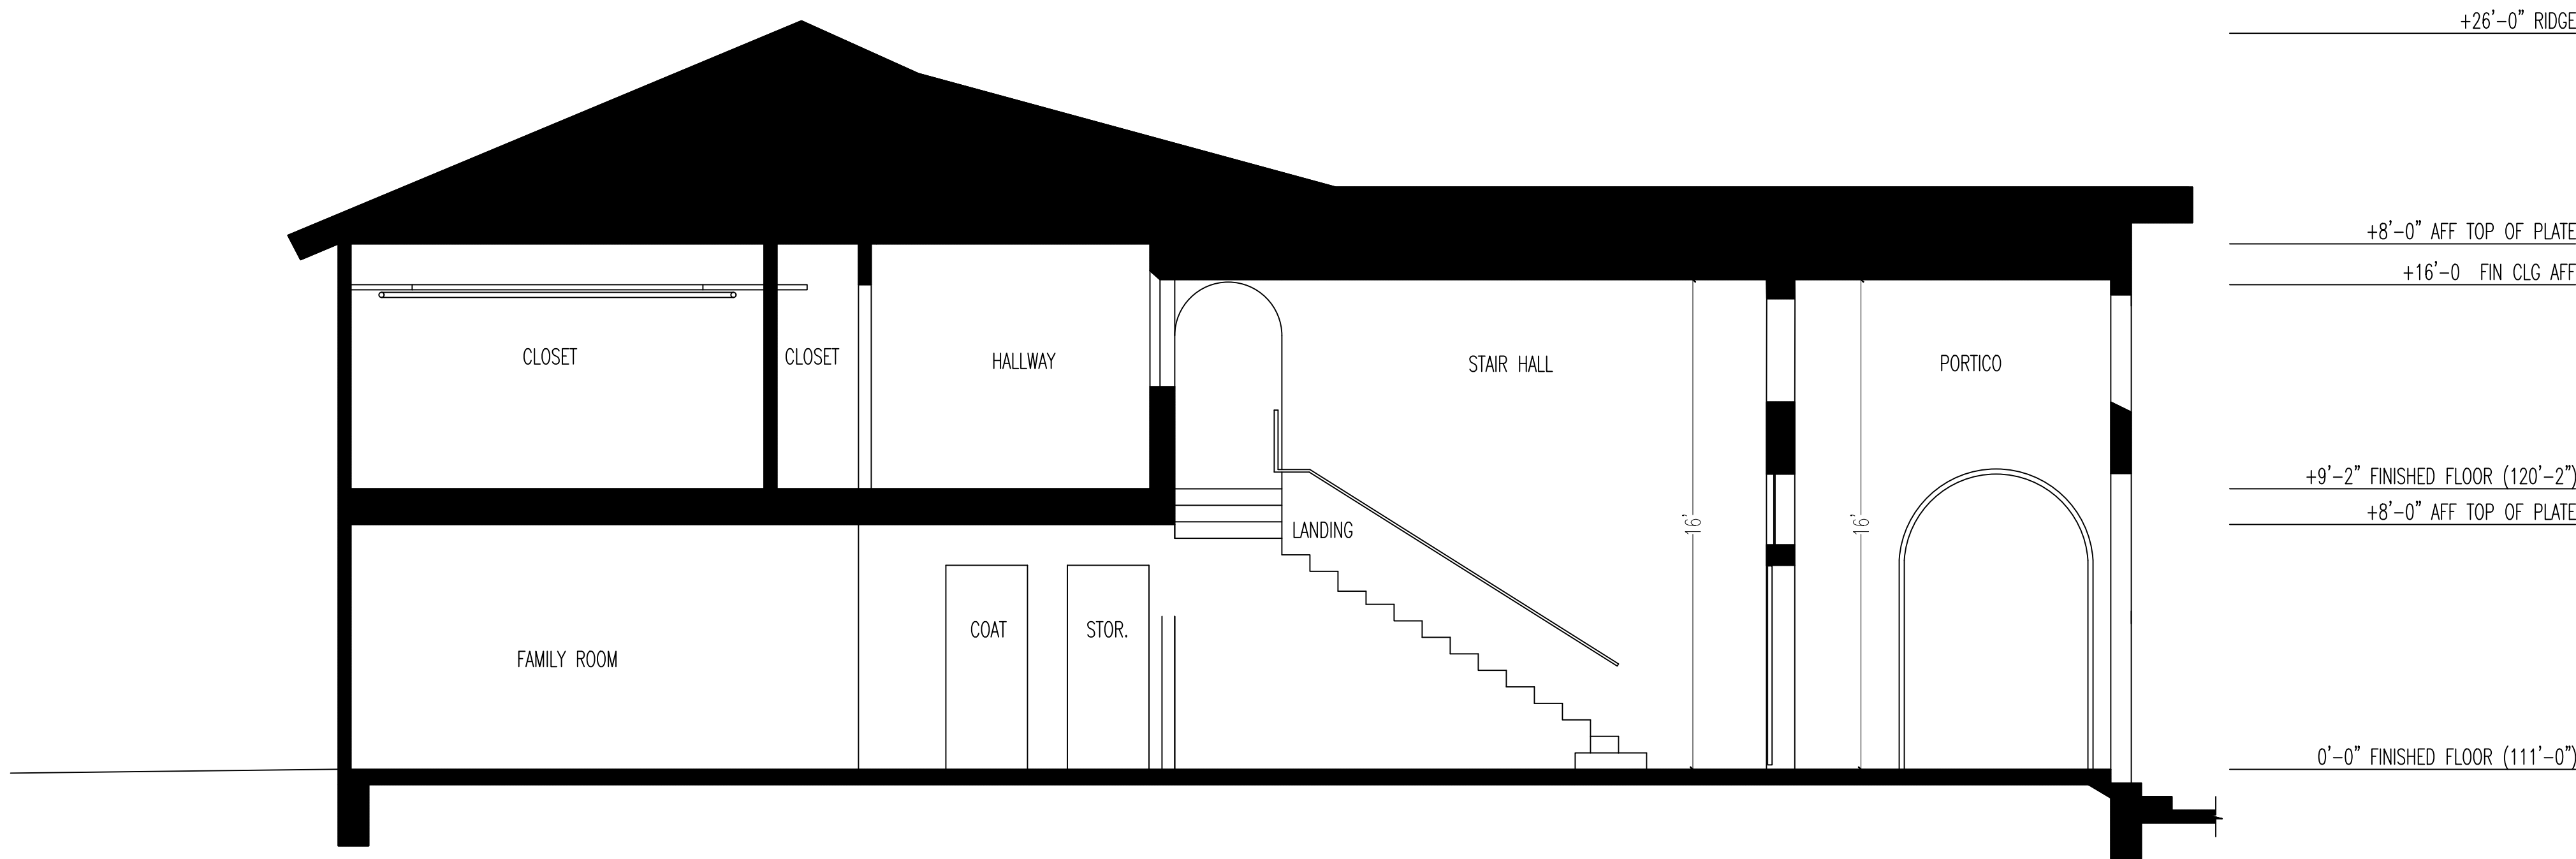 +26'-0" RIDGE
+8'-0" AFF TOP OF PLATE
+16'-0 FIN CLG AFF
CLOSET
CLOSET
HALLWAY
STAIR HALL
PORTICO
+9'-2" FINISHED FLOOR (120'-2")
+8'-0" AFF TOP OF PLATE
LANDING
16'
16'
COAT
STOR.
FAMILY ROOM
0'-0" FINISHED FLOOR (111'-0")